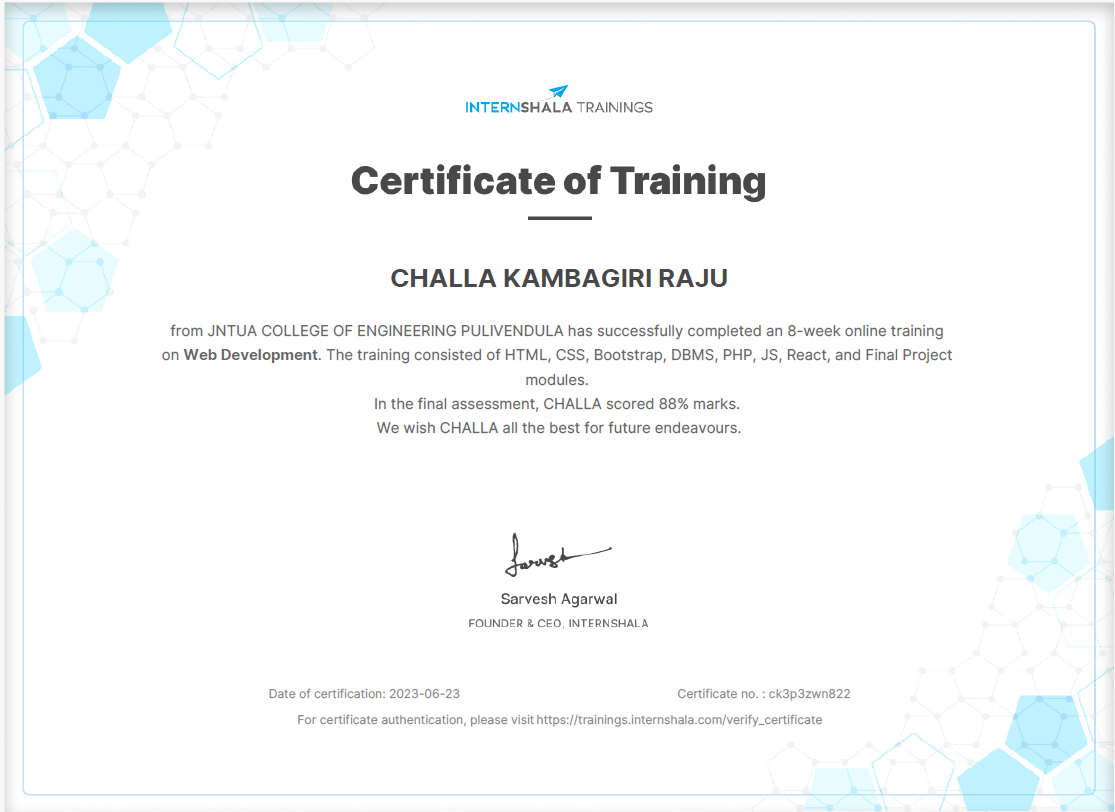 INTERNSHALA TRAININGS
Certificate of Training
CHALLA KAMBAGIRI RAJU
from JNTUA COLLEGE OF ENGINEERING PULIVENDULA has successfully completed an 8-week online training
on Web Development. The training consisted of HTML, CSS, Bootstrap, DBMS, PHP, JS, React, and Final Project
modules.
In the final assessment, CHALLA scored 88% marks.
We wish CHALLA all the best for future endeavours.
Sarvesh
Sarvesh Agarwal
FOUNDER & CEO, INTERNSHALA
Date of certification: 2023-06-23 Certificate no. : ck3p3zwn822
For certificate authentication, please visit https://trainings.internshala.com/verify_certificate